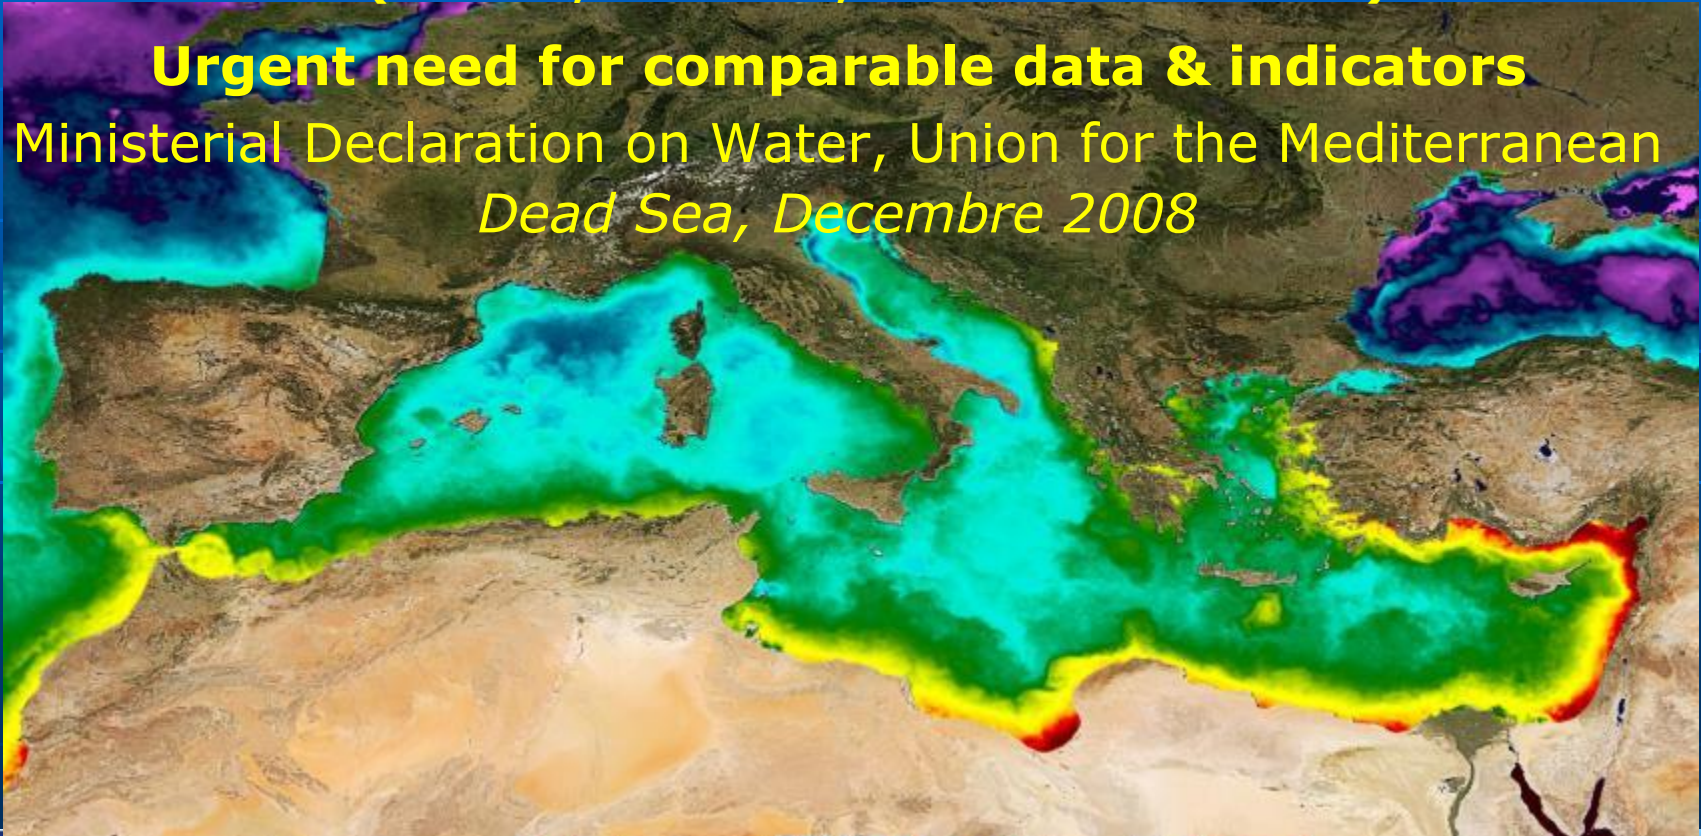 Urgent need for comparable data & indicators
Ministerial Declaration on Water, Union for the Mediterranean
Dead Sea, Decembre 2008